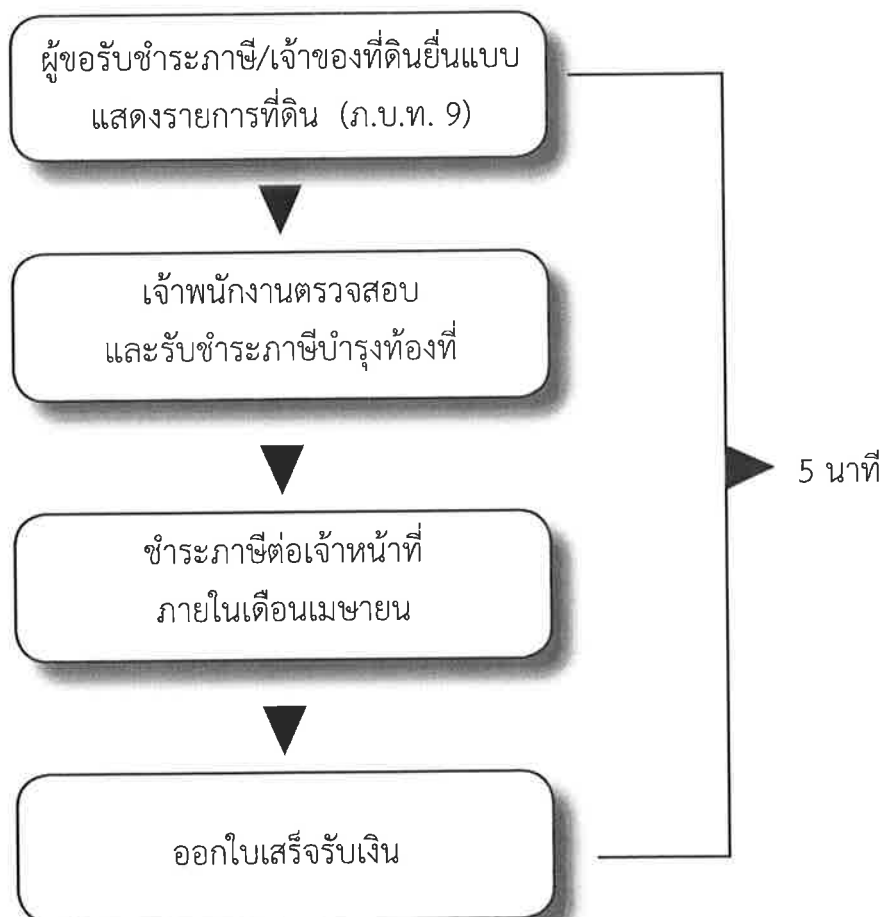 ผู้ขอรับชำระภาษี/เจ้าของที่ดินยื่นแบบ
แสดงรายการที่ดิน (ภ.บ.ท. 9)
เจ้าพนักงานตรวจสอบ
และรับชำระภาษีบำรุงท้องที่
5 นาที
ชำระภาษีต่อเจ้าหน้าที่
ภายในเดือนเมษายน
ออกใบเสร็จรับเงิน